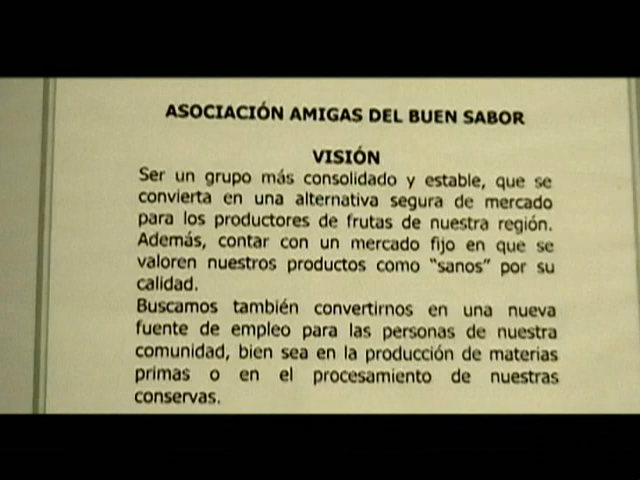 ASOCIACIÓN AMIGAS DEL BUEN SABOR
VISIÓN
Ser un grupo más consolidado y estable, que se
convierta en una alternativa segura de mercado
para los productores de frutas de nuestra región.
Además, contar con un mercado fijo en que se
valoren nuestros productos como “sanos” por su
calidad.
Buscamos también convertirnos en una nueva
fuente de empleo para las personas de nuestra
comunidad, bien sea en la producción de materias
primas o en el procesamiento de nuestras
conservas.